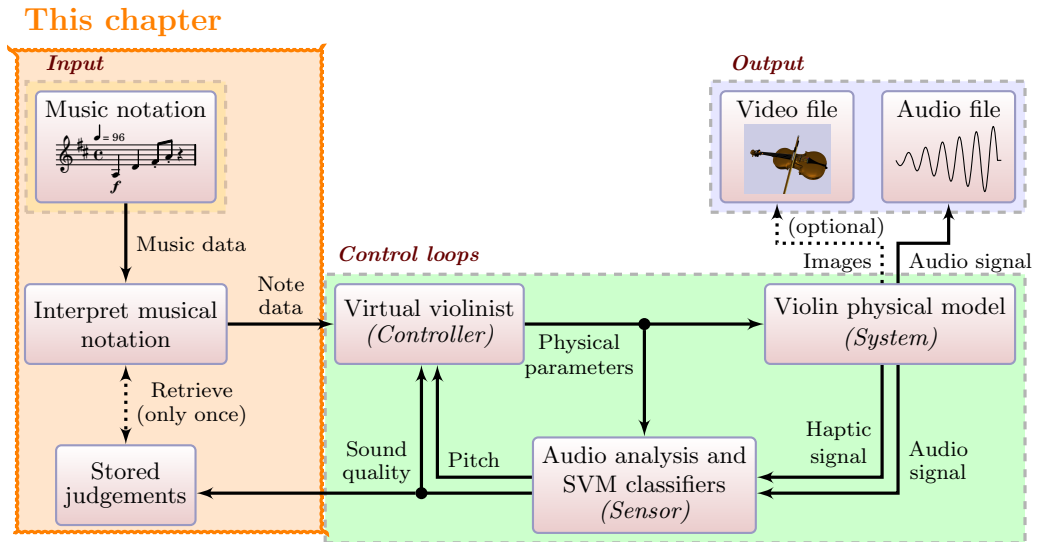 This chapter
Input
Music notation
= 96
f
Music data
Interpret musical
notation
Retrieve
(only once)
Stored
judgements
Note
data
Control loops
Virtual violinist
(Controller)
Physical
parameters
Sound
quality
Pitch
Audio analysis and
SVM classifiers
(Sensor)
Output
Video file
Audio file
(optional)
Images
Audio signal
Violin physical model
(System)
Haptic
signal
Audio
signal